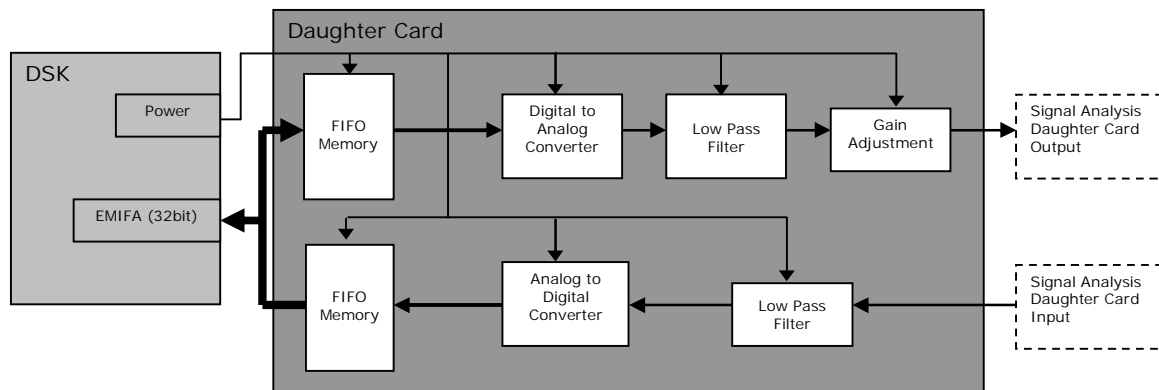 Daughter Card
DSK
Power
EMIFA (32bit)
FIFO
Memory
Digital to
Analog
Converter
Low Pass
Filter
Gain
Adjustment
Signal Analysis
Daughter Card
Output
FIFO
Memory
Analog to
Digital
Converter
Low Pass
Filter
Signal Analysis
Daughter Card
Input